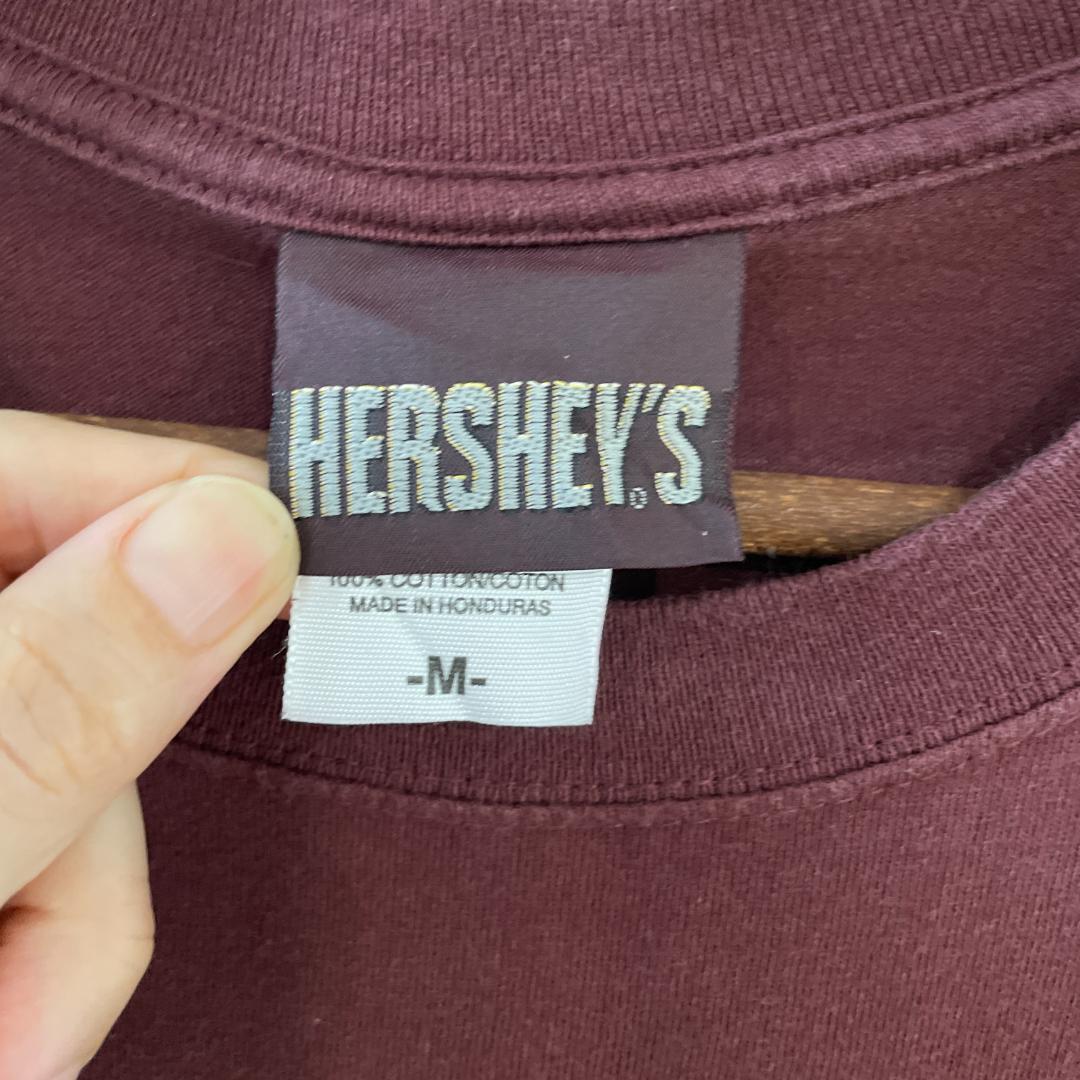 HERSHEY'S
100% COTTON/COTON
MADE IN HONDURAS
-M-